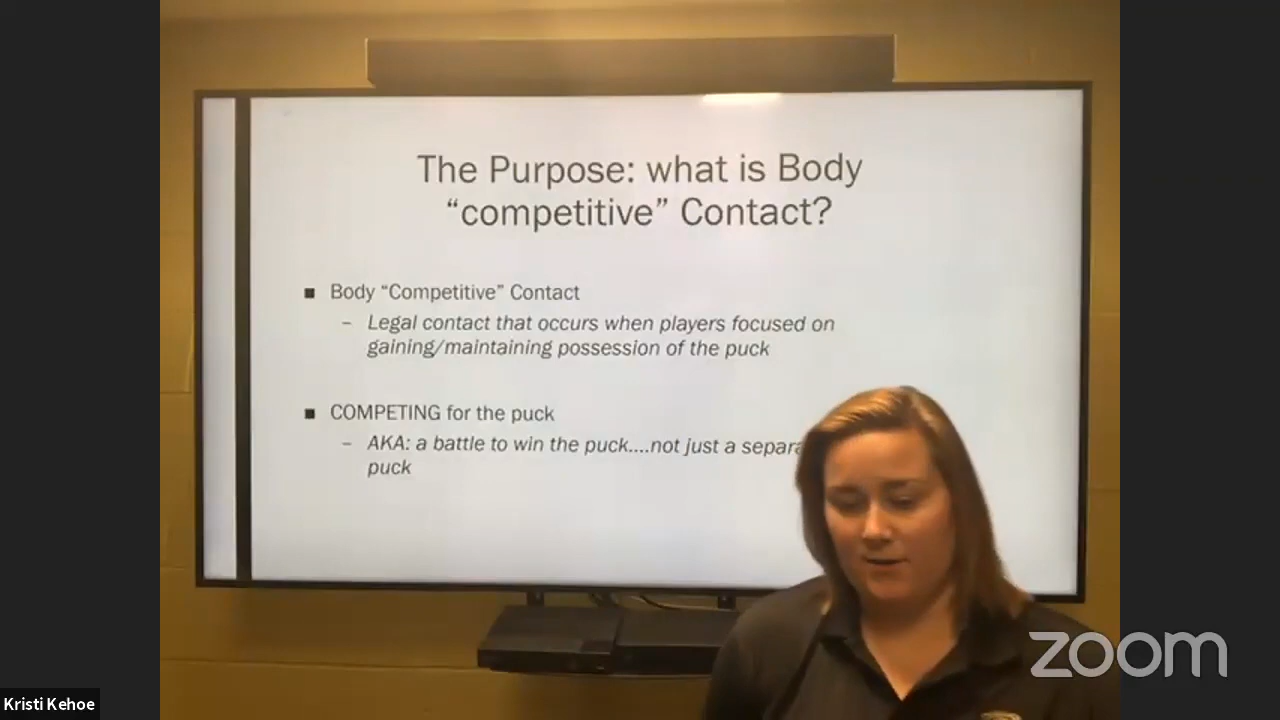 The Purpose: what is Body
“competitive” Contact?
■ Body “Competitive” Contact
– Legal contact that occurs when players focused on
gaining/maintaining possession of the puck
■ COMPETING for the puck
– AKA: a battle to win the puck....not just a
puck
zoom
Kristi Kehoe